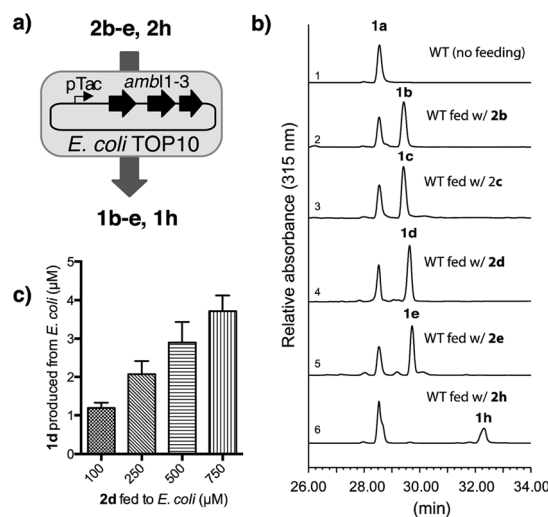 a)
2b-e, 2h
pTac
ambI1-3
E. coli TOP10
1b-e, 1h
b)
1a
WT (no feeding)
1
1b
WT fed w/ 2b
2
1c
WT fed w/ 2c
3
1d
WT fed w/ 2d
4
1e
WT fed w/ 2e
5
WT fed w/ 2h
1h
6
Relative absorbance (315 nm)
26.00 28.00 30.00 32.00 34.00
(min)
c)
1d produced from E. coli (μM)
5
4
3
2
1
0
100 250 500 750
2d fed to E. coli (μM)